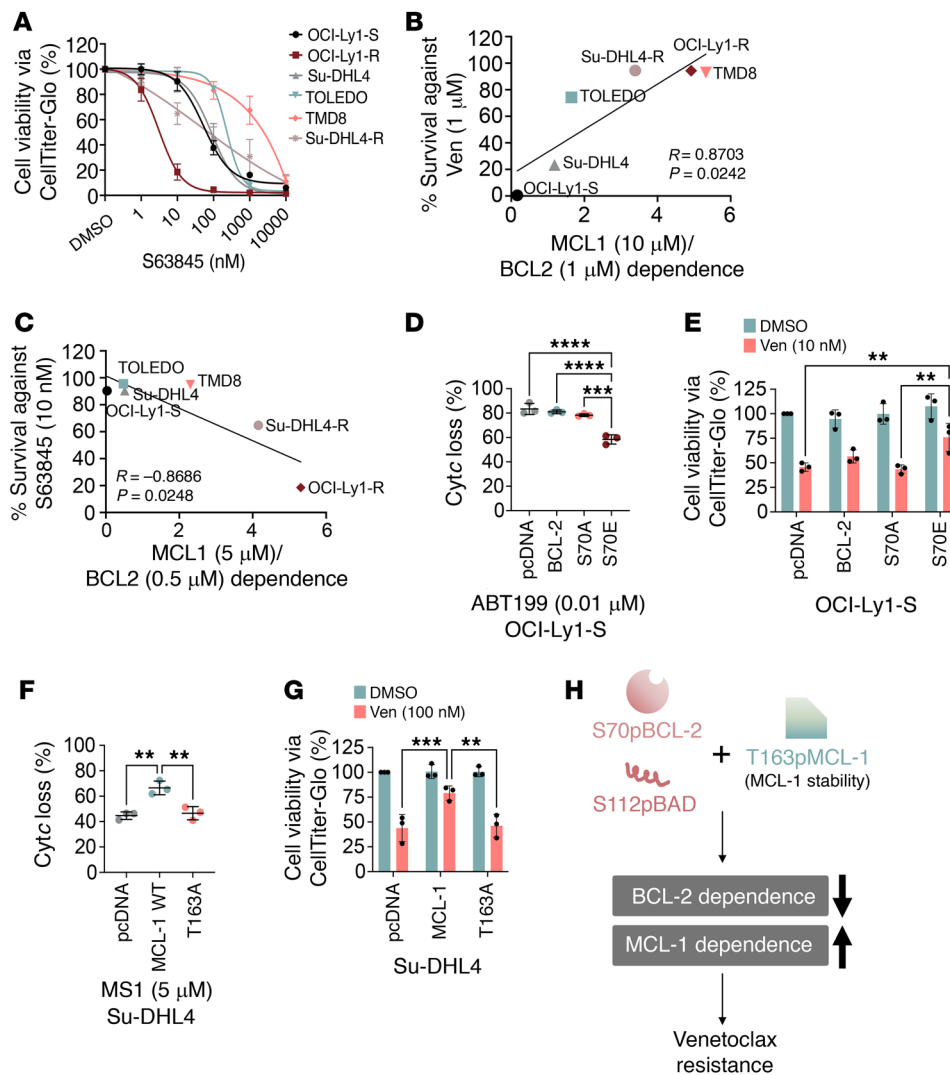 A
Cell viability via
CellTiter-Glo (%)
120
100
80
60
40
20
0
DMSO
1
10
100
1000
10000
S63845 (nM)
OCI-Ly1-S
OCI-Ly1-R
Su-DHL4
TOLEDO
TMD8
Su-DHL4-R
B
% Survival against
Ven (1 μM)
120
100
80
60
40
20
0
0 2 4 6
OCI-Ly1-R
Su-DHL4-R
TMD8
TOLEDO
Su-DHL4
OCI-Ly1-S
R = 0.8703
P = 0.0242
MCL1 (10 μM)/
BCL2 (1 μM) dependence
C
% Survival against
S63845 (10 nM)
120
100
80
60
40
20
0
0 2 4 6
TOLEDO
TMD8
Su-DHL4
OCI-Ly1-S
Su-DHL4-R
OCI-Ly1-R
R = –0.8686
P = 0.0248
MCL1 (5 μM)/
BCL2 (0.5 μM) dependence
D
Cytc loss (%)
100
80
60
40
20
0
****
****
***
pcDNA
BCL-2
S70A
S70E
ABT199 (0.01 μM)
OCI-Ly1-S
E
DMSO
Ven (10 nM)
Cell viability via
CellTiter-Glo (%)
125
100
75
50
25
0
**
**
pcDNA
BCL-2
S70A
S70E
OCI-Ly1-S
F
Cytc loss (%)
100
80
60
40
20
0
** **
pcDNA
MCL-1 WT
T163A
MS1 (5 μM)
Su-DHL4
G
DMSO
Ven (100 nM)
Cell viability via
CellTiter-Glo (%)
125
100
75
50
25
0
*** **
pcDNA
MCL-1
T163A
Su-DHL4
H
S70pBCL-2
S112pBAD
+
T163pMCL-1
(MCL-1 stability)
BCL-2 dependence
MCL-1 dependence
Venetoclax
resistance